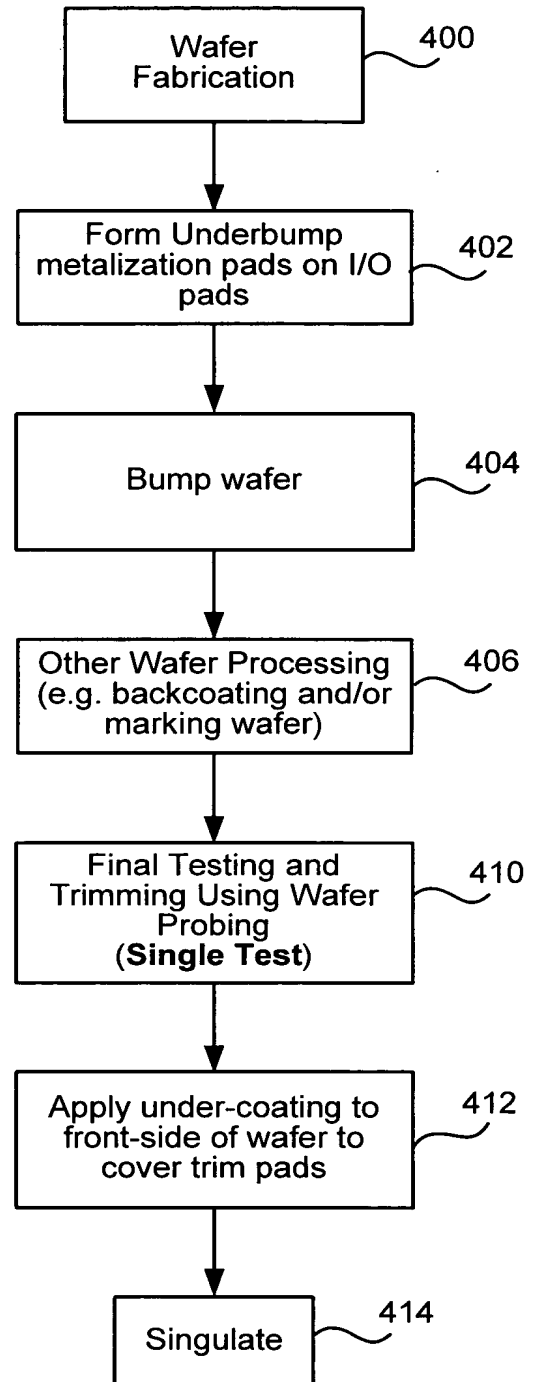 Wafer
Fabrication
400
Form Underbump
metalization pads on I/O
pads
402
Bump wafer
404
Other Wafer Processing
(e.g. backcoating and/or
marking wafer)
406
Final Testing and
Trimming Using Wafer
Probing
(Single Test)
410
Apply under-coating to
front-side of wafer to
cover trim pads
412
Singulate
414